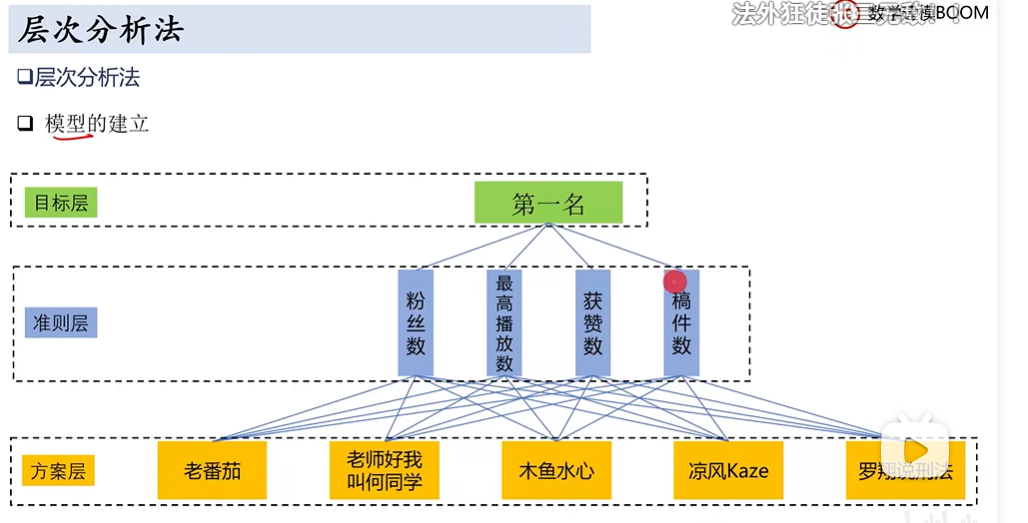 法外狂徒张三无敌！！
数学建模BOOM
层次分析法
层次分析法
模型的建立
目标层
第一名
准则层
粉丝数
最高播放数
获赞数
稿件数
方案层
老番茄
老师好我
叫何同学
木鱼水心
凉风Kaze
罗翔说刑法